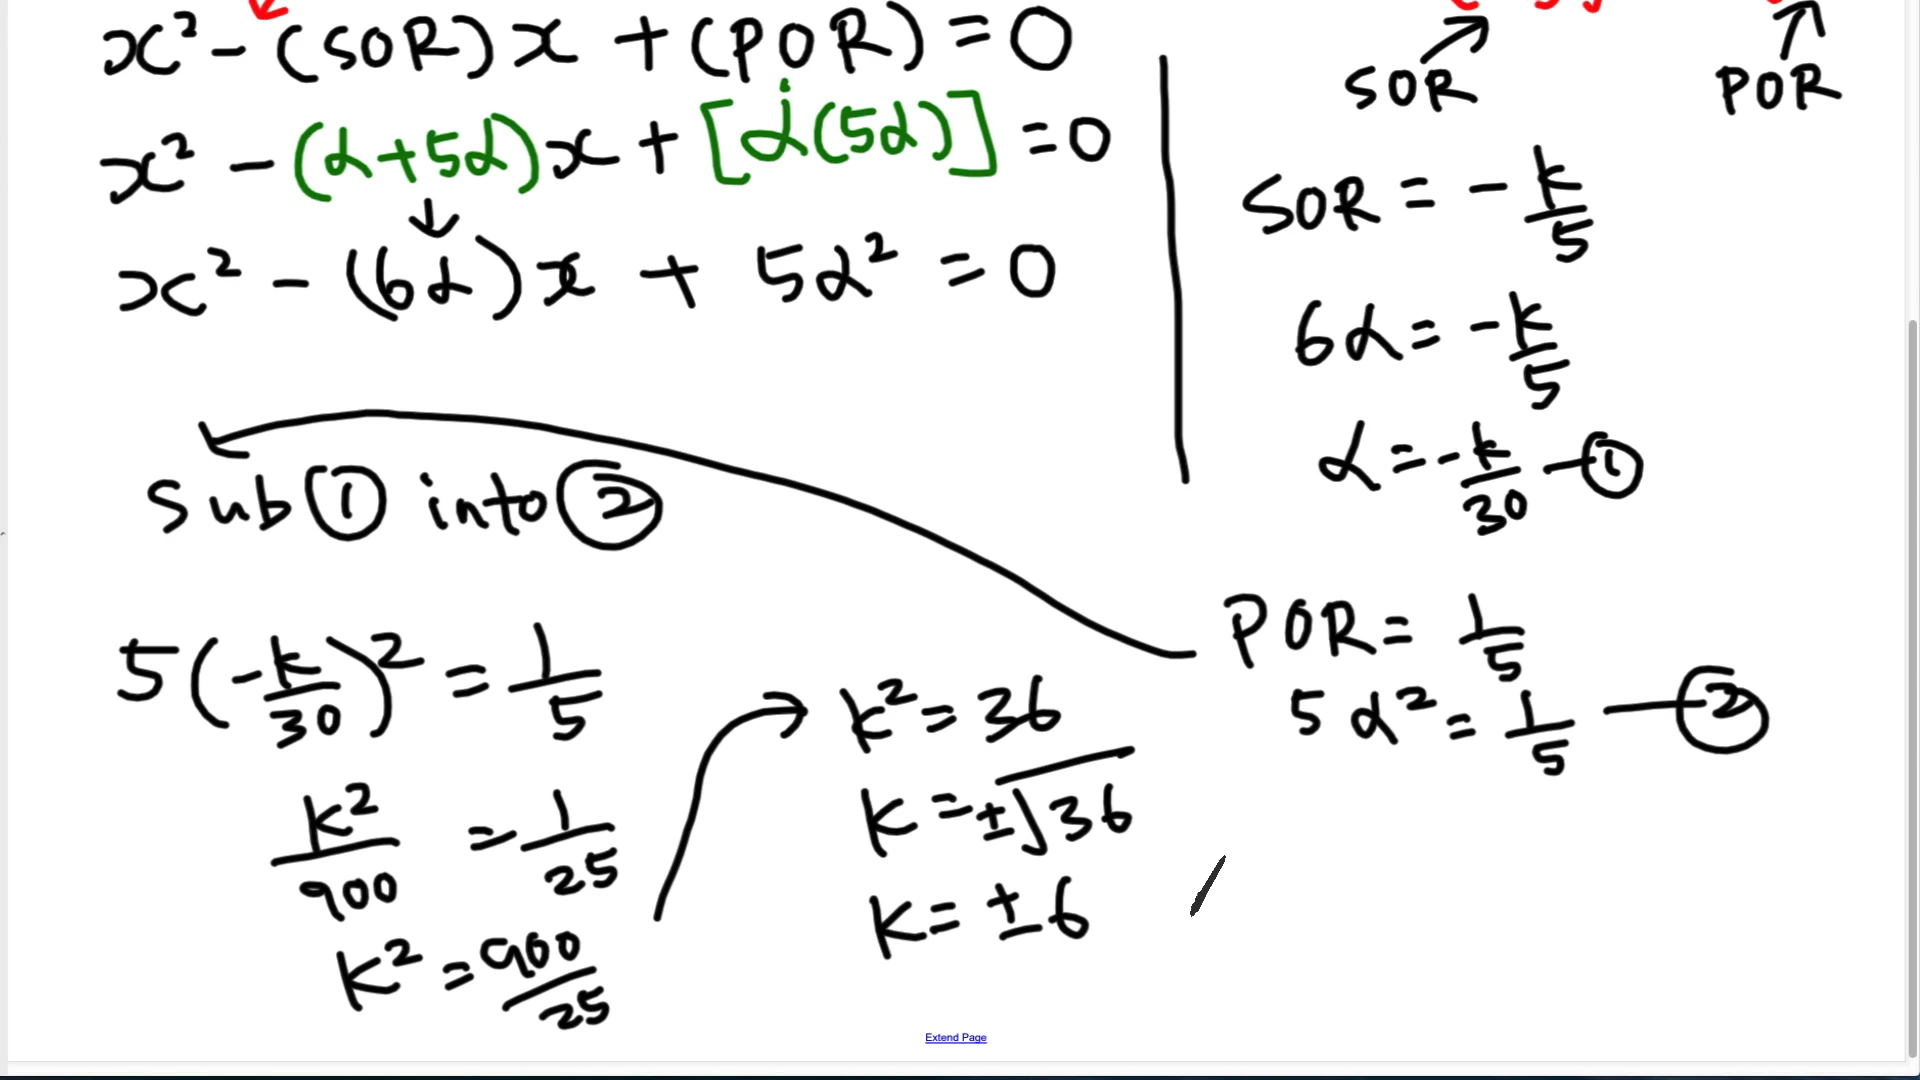 x² - (SOR)x + (POR) = 0
x² - (α+5α)x + [α(5α)] = 0
x² - (6α)x + 5α² = 0
Sub ① into ②
5(-k/30)² = 1/5
k²/900 = 1/25
k² = 900/25
k² = 36
k = ±√36
k = ±6
SOR POR
SOR = -k/5
6α = -k/5
α = -k/30 — ①
POR = 1/5
5α² = 1/5 — ②
Extend Page